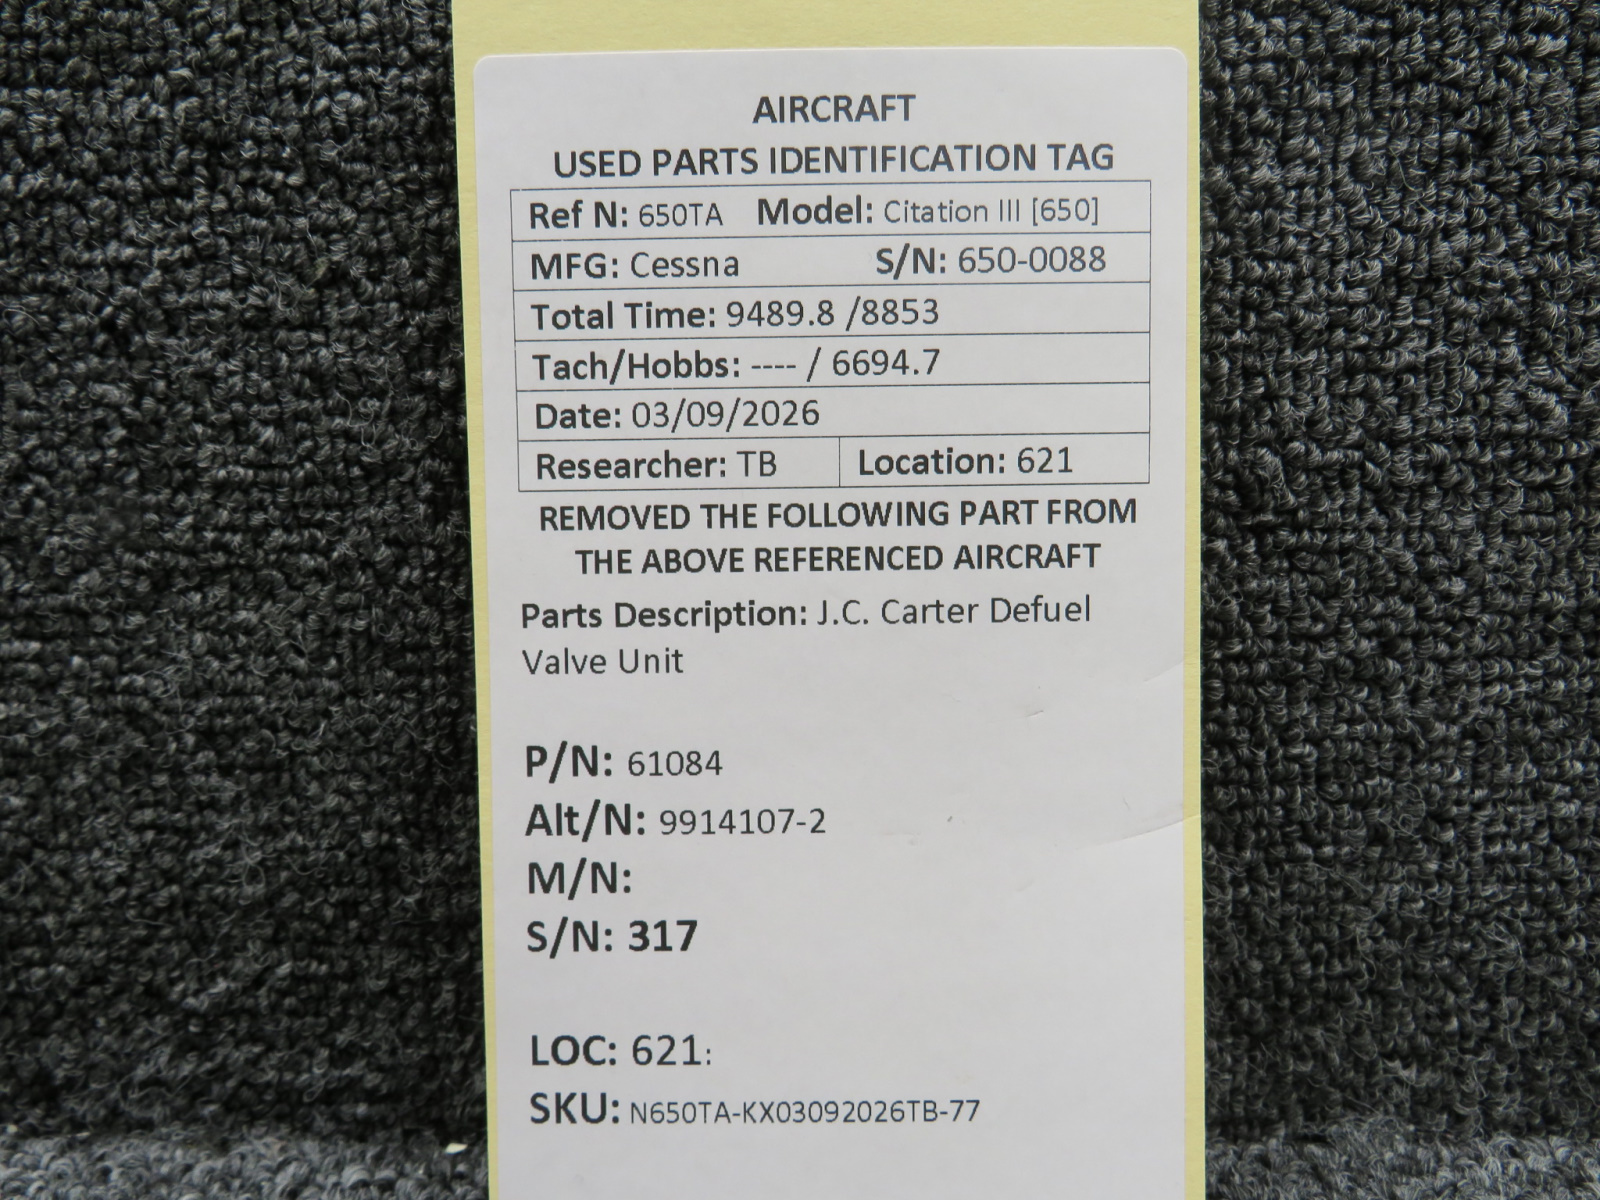 AIRCRAFT
USED PARTS IDENTIFICATION TAG
Ref N: 650TA Model: Citation III [650]
MFG: Cessna S/N: 650-0088
Total Time: 9489.8 /8853
Tach/Hobbs: ---- / 6694.7
Date: 03/09/2026
Researcher: TB Location: 621
REMOVED THE FOLLOWING PART FROM
THE ABOVE REFERENCED AIRCRAFT
Parts Description: J.C. Carter Defuel
Valve Unit
P/N: 61084
Alt/N: 9914107-2
M/N:
S/N: 317
LOC: 621:
SKU: N650TA-KX03092026TB-77